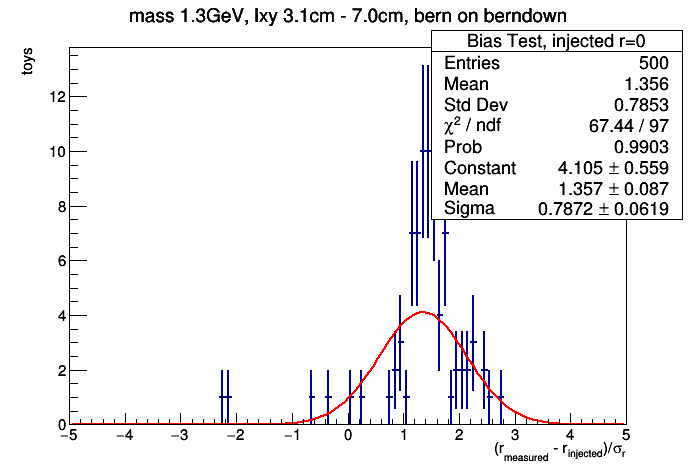 mass 1.3GeV, lxy 3.1cm - 7.0cm, bern on berndown
toys
Bias Test, injected r=0
Entries 500
Mean 1.356
Std Dev 0.7853
χ² / ndf 67.44 / 97
Prob 0.9903
Constant 4.105 ± 0.559
Mean 1.357 ± 0.087
Sigma 0.7872 ± 0.0619
12
10
8
6
4
2
0
−5 −4 −3 −2 −1 0 1 2 3 4 5
(r_measured - r_injected)/σ_r